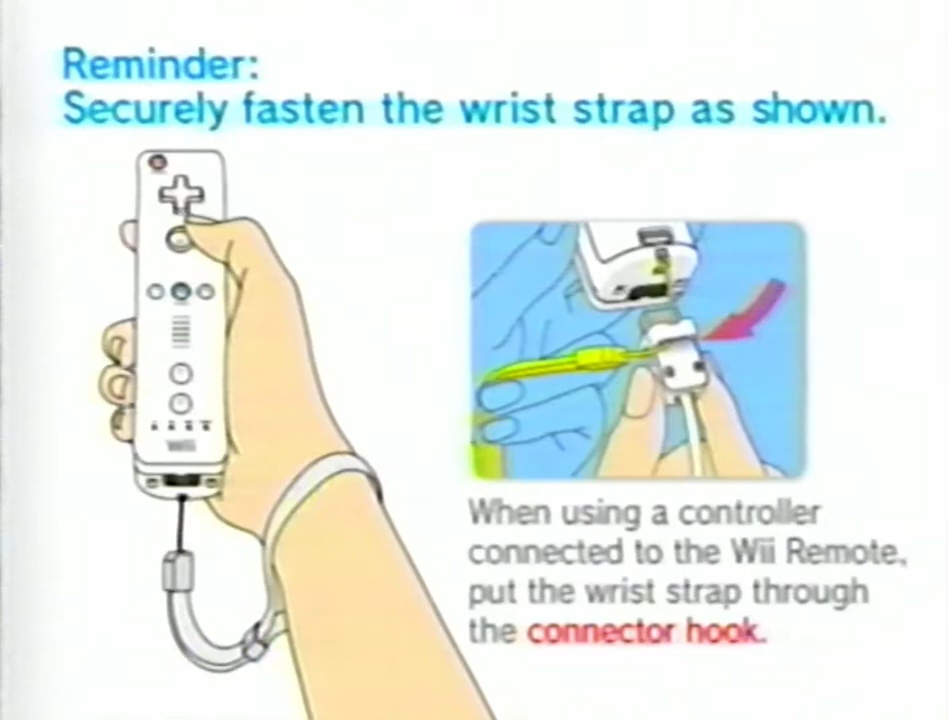 Reminder:
Securely fasten the wrist strap as shown.
Wii
When using a controller
connected to the Wii Remote,
put the wrist strap through
the connector hook.